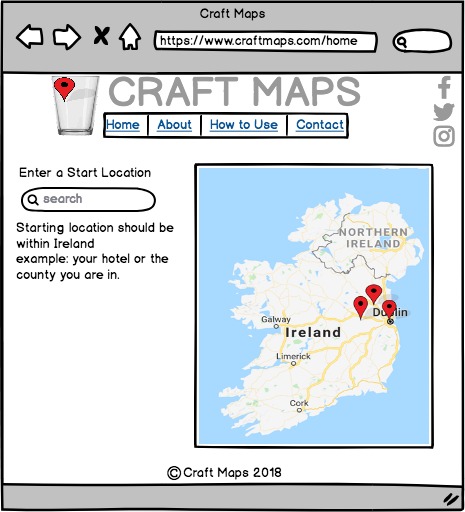 Craft Maps
https://www.craftmaps.com/home
CRAFT MAPS
Home About How to Use Contact
Enter a Start Location
search
Starting location should be
within Ireland
example: your hotel or the
county you are in.
NORTHERN
IRELAND
Dublin
Galway
Ireland
Limerick
Cork
© Craft Maps 2018